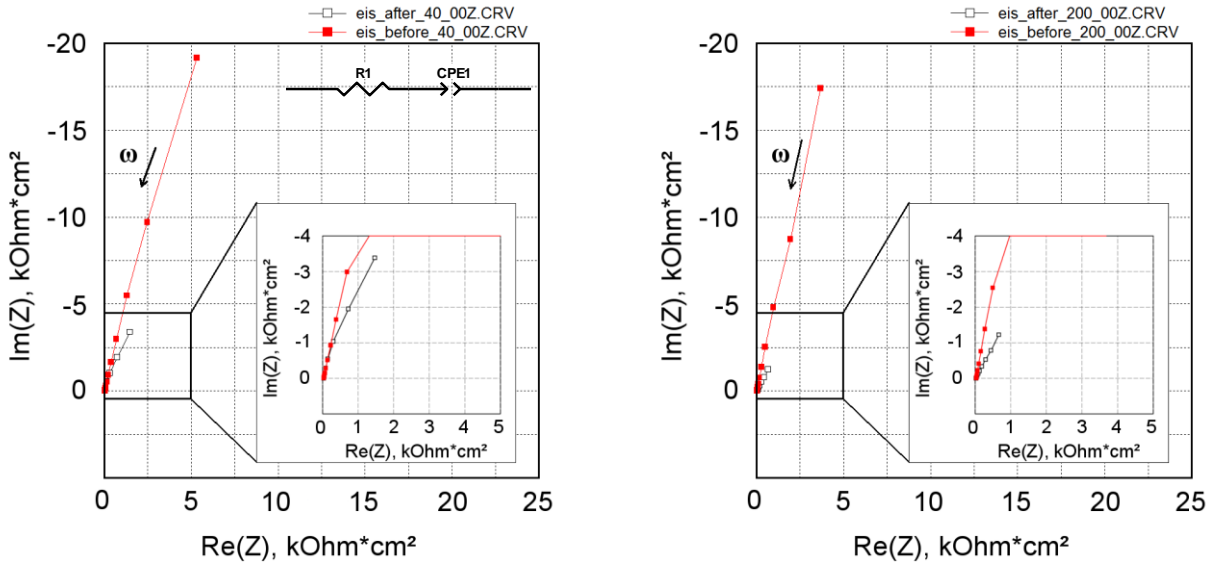 eis_after_40_00Z.CRV
eis_before_40_00Z.CRV
-20
-15
-10
-5
0
Im(Z), kOhm*cm²
R1
CPE1
ω
-4
-3
-2
-1
0
Im(Z), kOhm*cm²
0 1 2 3 4 5
Re(Z), kOhm*cm²
0 5 10 15 20 25
Re(Z), kOhm*cm²
eis_after_200_00Z.CRV
eis_before_200_00Z.CRV
-20
-15
-10
-5
0
Im(Z), kOhm*cm²
ω
-4
-3
-2
-1
0
Im(Z), kOhm*cm²
0 1 2 3 4 5
Re(Z), kOhm*cm²
0 5 10 15 20 25
Re(Z), kOhm*cm²